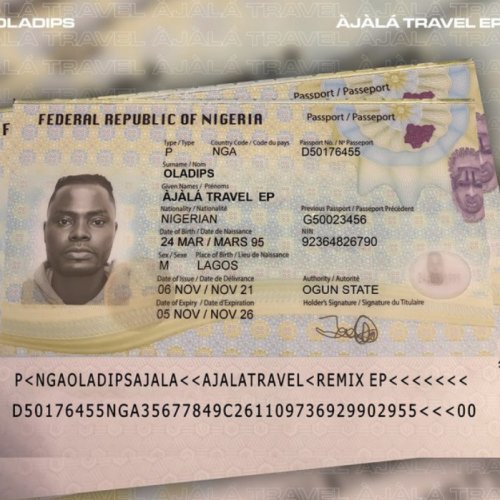 OLADIPS
ÀJÀLÁ TRAVEL EP
F FEDERAL REPUBLIC OF NIGERIA
Passport / Passeport
Passport / Passeport
Type / Type
Country Code / Code du pays
Passport No. / Nº Passeport
P
NGA
D50176455
Surname / Nom
OLADIPS
Given Names / Prénoms
ÀJÀLÁ TRAVEL EP
Nationality / Nationalité
Previous Passport / Passeport Précédent
NIGERIAN
G50023456
Date of Birth / Date de Naissance
NIN
24 MAR / MARS 95
92364826790
Sex / Sexe
Place of Birth / Lieu de Naissance
M
LAGOS
Date of Issue / Date de Délivrance
Authority / Autorité
06 NOV / NOV 21
OGUN STATE
Date of Expiry / Date d'Expiration
Holder's Signature / Signature du Titulaire
05 NOV / NOV 26
P<NGAOLADIPSAJALA<<AJALATRAVEL<REMIX EP<<<<<<<
D50176455NGA35677849C261109736929902955<<<00